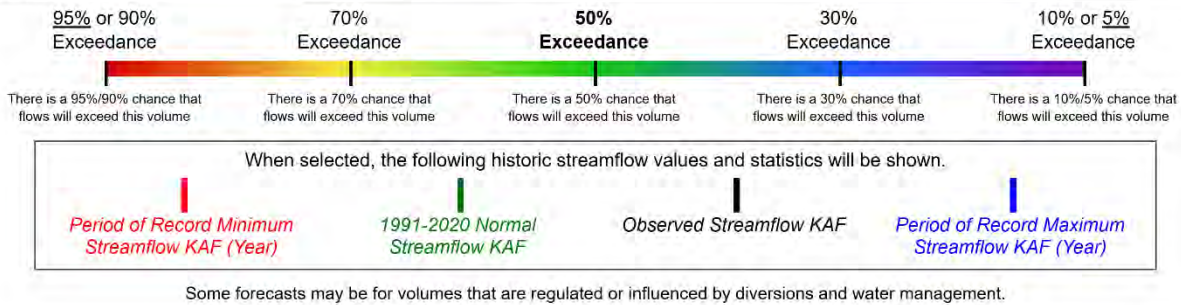 95% or 90%
Exceedance
70%
Exceedance
50%
Exceedance
30%
Exceedance
10% or 5%
Exceedance
There is a 95%/90% chance that
flows will exceed this volume
There is a 70% chance that
flows will exceed this volume
There is a 50% chance that
flows will exceed this volume
There is a 30% chance that
flows will exceed this volume
There is a 10%/5% chance that
flows will exceed this volume
When selected, the following historic streamflow values and statistics will be shown.
Period of Record Minimum
Streamflow KAF (Year)
1991-2020 Normal
Streamflow KAF
Observed Streamflow KAF
Period of Record Maximum
Streamflow KAF (Year)
Some forecasts may be for volumes that are regulated or influenced by diversions and water management.